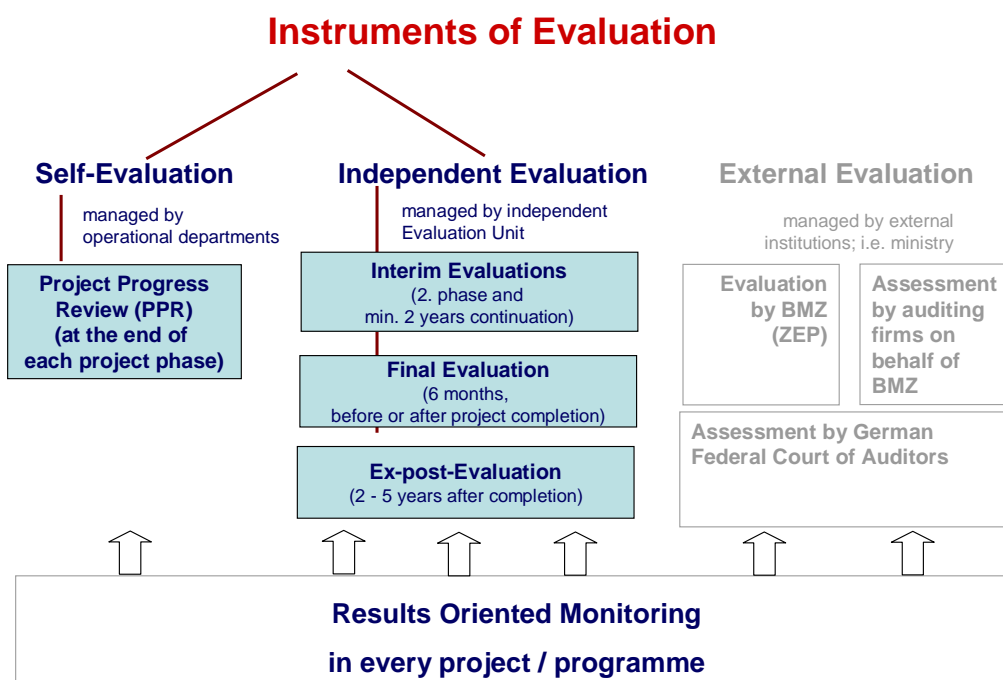 Instruments of Evaluation
Self-Evaluation
managed by
operational departments
Project Progress
Review (PPR)
(at the end of
each project phase)
Independent Evaluation
managed by independent
Evaluation Unit
Interim Evaluations
(2. phase and
min. 2 years continuation)
Final Evaluation
(6 months,
before or after project completion)
Ex-post-Evaluation
(2 - 5 years after completion)
External Evaluation
managed by external
institutions; i.e. ministry
Evaluation
by BMZ
(ZEP)
Assessment
by auditing
firms on
behalf of
BMZ
Assessment by German
Federal Court of Auditors
Results Oriented Monitoring
in every project / programme